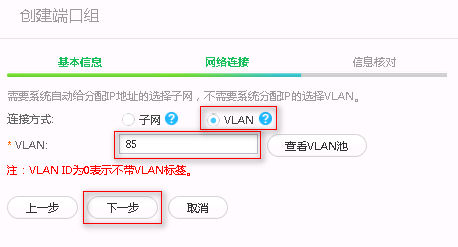 创建端口组
基本信息 网络连接 信息核对
需要系统自动给分配IP地址的选择子网，不需要系统分配IP的选择VLAN。
连接方式: 子网 ? VLAN ?
* VLAN: 85 查看VLAN池
注：VLAN ID为0表示不带VLAN标签。
上一步 下一步 取消